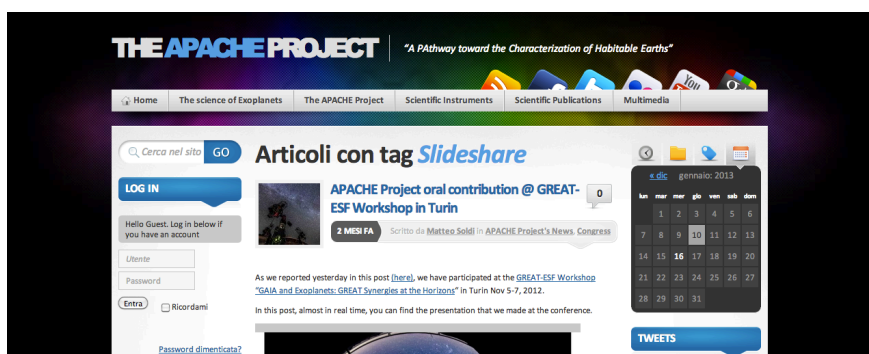 THE APACHE PROJECT
"A PAthway toward the Characterization of Habitable Earths"
You
Home The science of Exoplanets The APACHE Project Scientific Instruments Scientific Publications Multimedia
Cerca nel sito GO
LOG IN
Hello Guest. Log in below if
you have an account
Utente
Password
Entra Ricordami
Password dimenticata?
Articoli con tag Slideshare
APACHE Project oral contribution @ GREAT-
ESF Workshop in Turin
0
2 MESI FA Scritto da Matteo Soldi in APACHE Project's News, Congress
As we reported yesterday in this post (here), we have participated at the GREAT-ESF Workshop
"GAIA and Exoplanets: GREAT Synergies at the Horizons" in Turin Nov 5-7, 2012.
In this post, almost in real time, you can find the presentation that we made at the conference.
« dic gennaio: 2013
lun mar mer gio ven sab dom
1 2 3 4 5 6
7 8 9 10 11 12 13
14 15 16 17 18 19 20
21 22 23 24 25 26 27
28 29 30 31
TWEETS